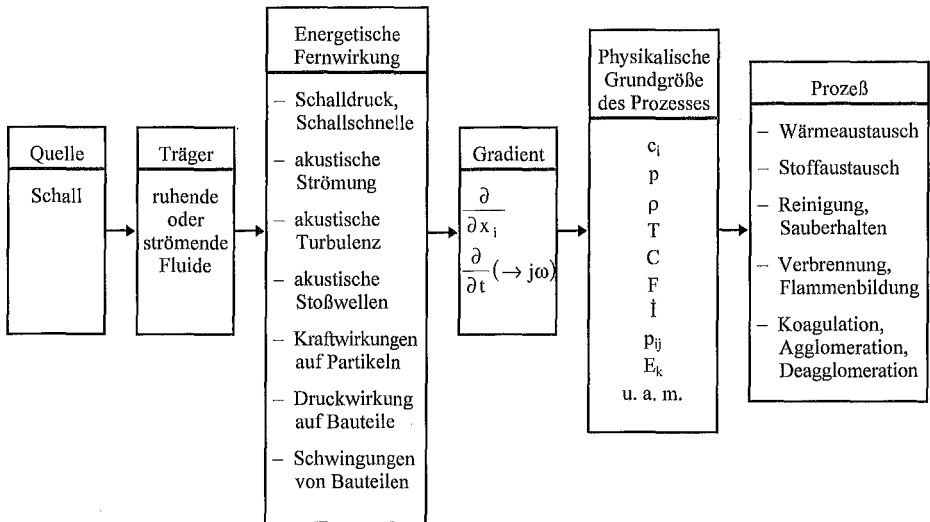 Quelle
Schall
Träger
ruhende
oder
strömende
Fluide
Energetische
Fernwirkung
– Schalldruck,
Schallschnelle
– akustische
Strömung
– akustische
Turbulenz
– akustische
Stoßwellen
– Kraftwirkungen
auf Partikeln
– Druckwirkung
auf Bauteile
– Schwingungen
von Bauteilen
Gradient
∂
∂x_i
∂
∂t (→ jω)
Physikalische
Grundgröße
des Prozesses
c_i
p
ρ
T
C
F
İ
p_ij
E_k
u. a. m.
Prozeß
– Wärmeaustausch
– Stoffaustausch
– Reinigung,
Sauberhalten
– Verbrennung,
Flammenbildung
– Koagulation,
Agglomeration,
Deagglomeration